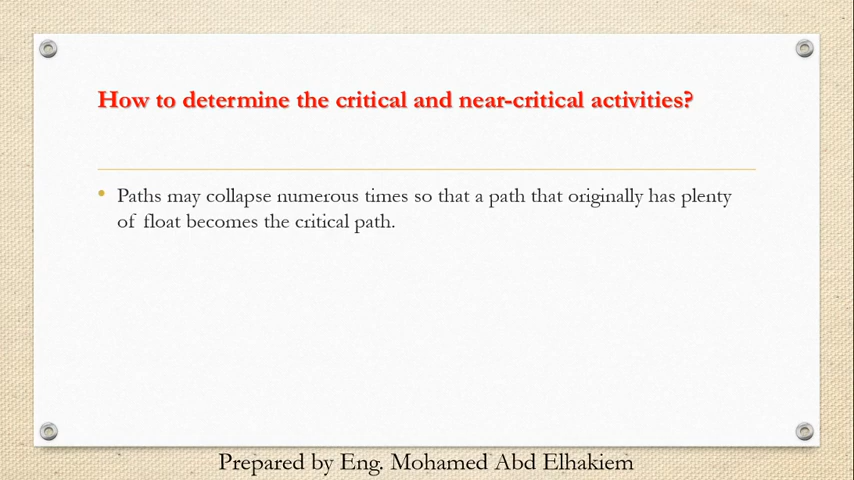 How to determine the critical and near-critical activities?
• Paths may collapse numerous times so that a path that originally has plenty
of float becomes the critical path.
Prepared by Eng. Mohamed Abd Elhakiem